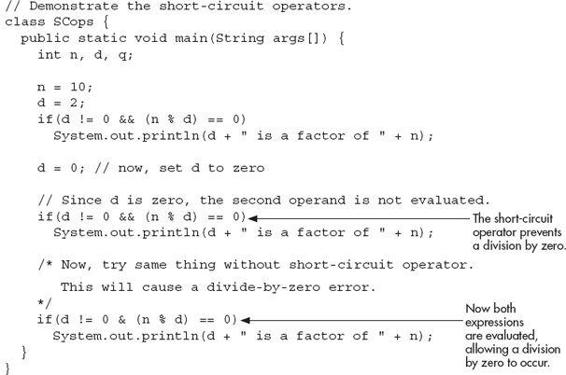 // Demonstrate the short-circuit operators.
class SCops {
public static void main(String args[]) {
int n, d, q;
n = 10;
d = 2;
if(d != 0 && (n % d) == 0)
System.out.println(d + " is a factor of " + n);
d = 0; // now, set d to zero
// Since d is zero, the second operand is not evaluated.
if(d != 0 && (n % d) == 0)
System.out.println(d + " is a factor of " + n);
The short-circuit
operator prevents
a division by zero.
/* Now, try same thing without short-circuit operator.
This will cause a divide-by-zero error.
*/
if(d != 0 & (n % d) == 0)
System.out.println(d + " is a factor of " + n);
Now both
expressions
are evaluated,
allowing a division
by zero to occur.
}
}